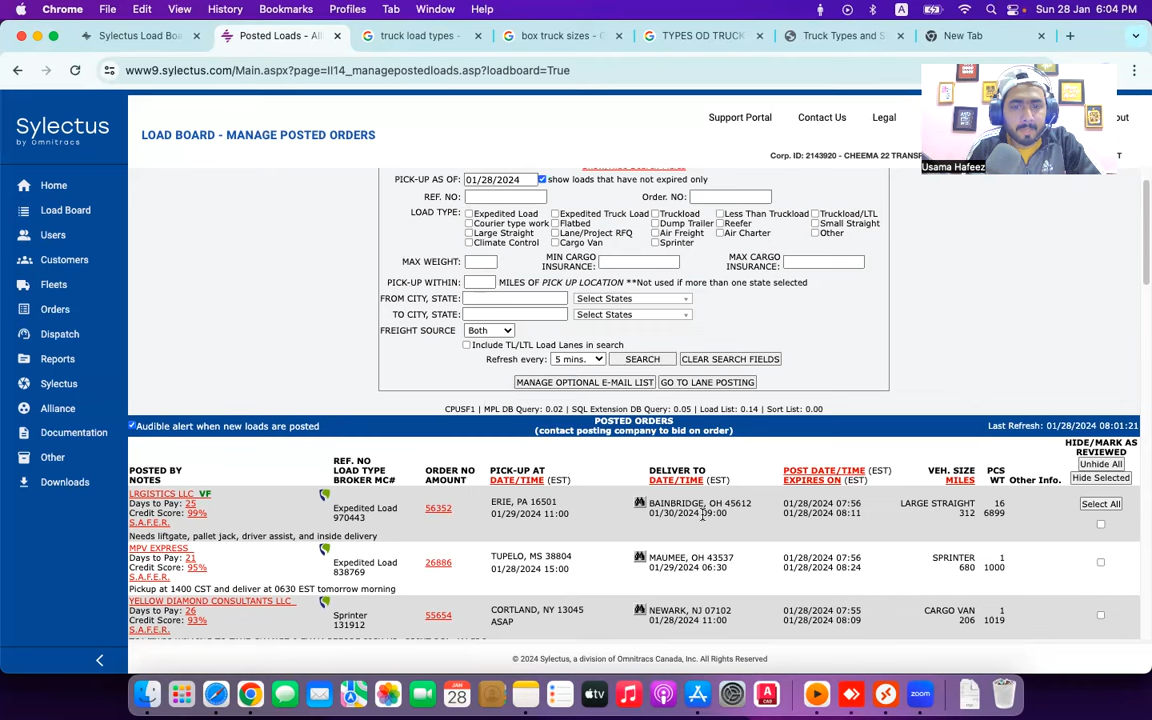 Chrome File Edit View History Bookmarks Profiles Tab Window Help A Sun 28 Jan 6:04 PM
Sylectus Load Boa Posted Loads - All truck load types - box truck sizes - G TYPES OD TRUCK Truck Types and S New Tab
www9.sylectus.com/Main.aspx?page=II14_managepostedloads.asp?loadboard=True
Sylectus
by Omnitracs
Support Portal Contact Us Legal out
LOAD BOARD - MANAGE POSTED ORDERS
Corp. ID: 2143920 - CHEEMA 22 TRANSP T
Usama Hafeez
Home
Load Board
Users
Customers
Fleets
Orders
Dispatch
Reports
Sylectus
Alliance
Documentation
Other
Downloads
PICK-UP AS OF: 01/28/2024 show loads that have not expired only
REF. NO: Order. NO:
LOAD TYPE: Expedited Load Expedited Truck Load Truckload Less Than Truckload Truckload/LTL
Courier type work Flatbed Dump Trailer Reefer Small Straight
Large Straight Lane/Project RFQ Air Freight Air Charter Other
Climate Control Cargo Van Sprinter
MAX WEIGHT: MIN CARGO INSURANCE: MAX CARGO INSURANCE:
PICK-UP WITHIN: MILES OF PICK UP LOCATION **Not used if more than one state selected
FROM CITY, STATE: Select States
TO CITY, STATE: Select States
FREIGHT SOURCE Both
Include TL/LTL Load Lanes in search
Refresh every: 5 mins. SEARCH CLEAR SEARCH FIELDS
MANAGE OPTIONAL E-MAIL LIST GO TO LANE POSTING
CPUSF1 | MPL DB Query: 0.02 | SQL Extension DB Query: 0.05 | Load List: 0.14 | Sort List: 0.00
Audible alert when new loads are posted POSTED ORDERS Last Refresh: 01/28/2024 08:01:21
(contact posting company to bid on order)
HIDE/MARK AS
REVIEWED
Unhide All
Hide Selected
Select All
POSTED BY
NOTES
REF. NO
LOAD TYPE
BROKER MC#
ORDER NO
AMOUNT
PICK-UP AT
DATE/TIME (EST)
DELIVER TO
DATE/TIME (EST)
POST DATE/TIME (EST)
EXPIRES ON (EST)
VEH. SIZE
MILES
PCS
WT
Other Info.
LRGISTICS LLC VF
Days to Pay: 25
Credit Score: 99%
S.A.F.E.R.
Expedited Load
970443
56352
ERIE, PA 16501
01/29/2024 11:00
BAINBRIDGE, OH 45612
01/30/2024 09:00
01/28/2024 07:56
01/28/2024 08:11
LARGE STRAIGHT
312
16
6899
Needs liftgate, pallet jack, driver assist, and inside delivery
MPV EXPRESS
Days to Pay: 21
Credit Score: 95%
S.A.F.E.R.
Expedited Load
838769
26886
TUPELO, MS 38804
01/28/2024 15:00
MAUMEE, OH 43537
01/29/2024 06:30
01/28/2024 07:56
01/28/2024 08:24
SPRINTER
680
1
1000
Pickup at 1400 CST and deliver at 0630 EST tomorrow morning
YELLOW DIAMOND CONSULTANTS LLC
Days to Pay: 26
Credit Score: 93%
S.A.F.E.R.
Sprinter
131912
55654
CORTLAND, NY 13045
ASAP
NEWARK, NJ 07102
01/28/2024 11:00
01/28/2024 07:55
01/28/2024 08:09
CARGO VAN
206
1
1019
© 2024 Sylectus, a division of Omnitracs Canada, Inc. All rights reserved
JAN
28
tv
zoom